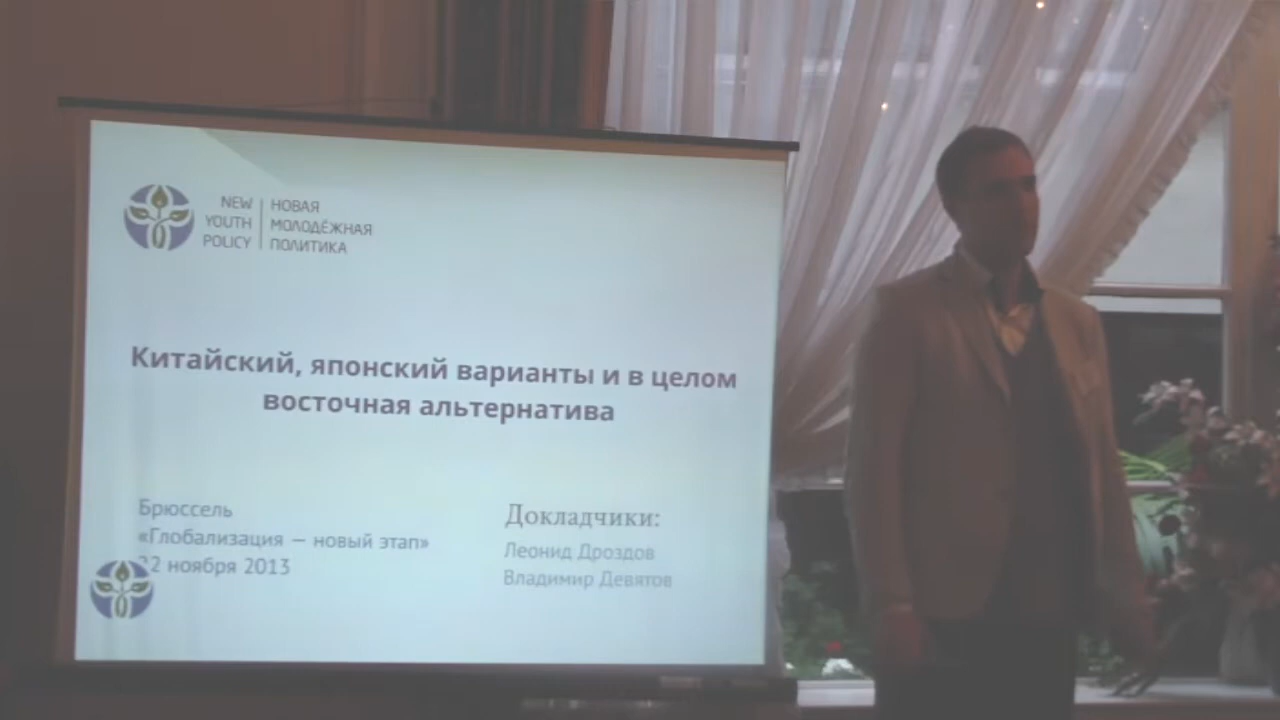 NEW
YOUTH
POLICY
НОВАЯ
МОЛОДЁЖНАЯ
ПОЛИТИКА
Китайский, японский варианты и в целом
восточная альтернатива
Брюссель
«Глобализация — новый этап»
22 ноября 2013
Докладчики:
Леонид Дроздов
Владимир Девятов